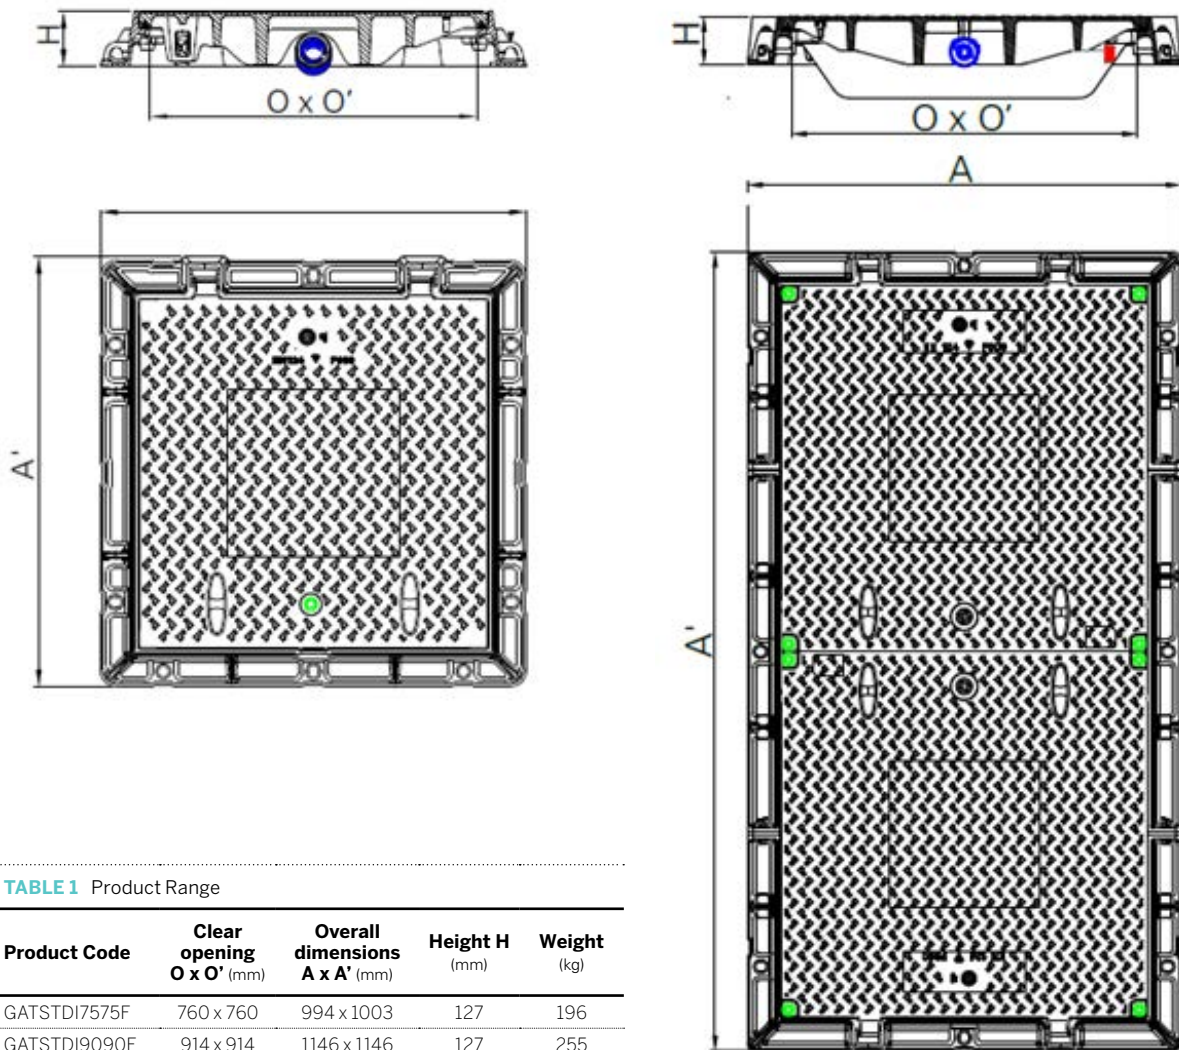 H
O x O’
H
O x O’
A
A'
A'
TABLE 1 Product Range
Product Code Clear opening O x O’ (mm) Overall dimensions A x A’ (mm) Height H (mm) Weight (kg)
GATSTDI7575F 760 x 760 994 x 1003 127 196
GATSTDI9090F 914 x 914 1146 x 1146 127 255